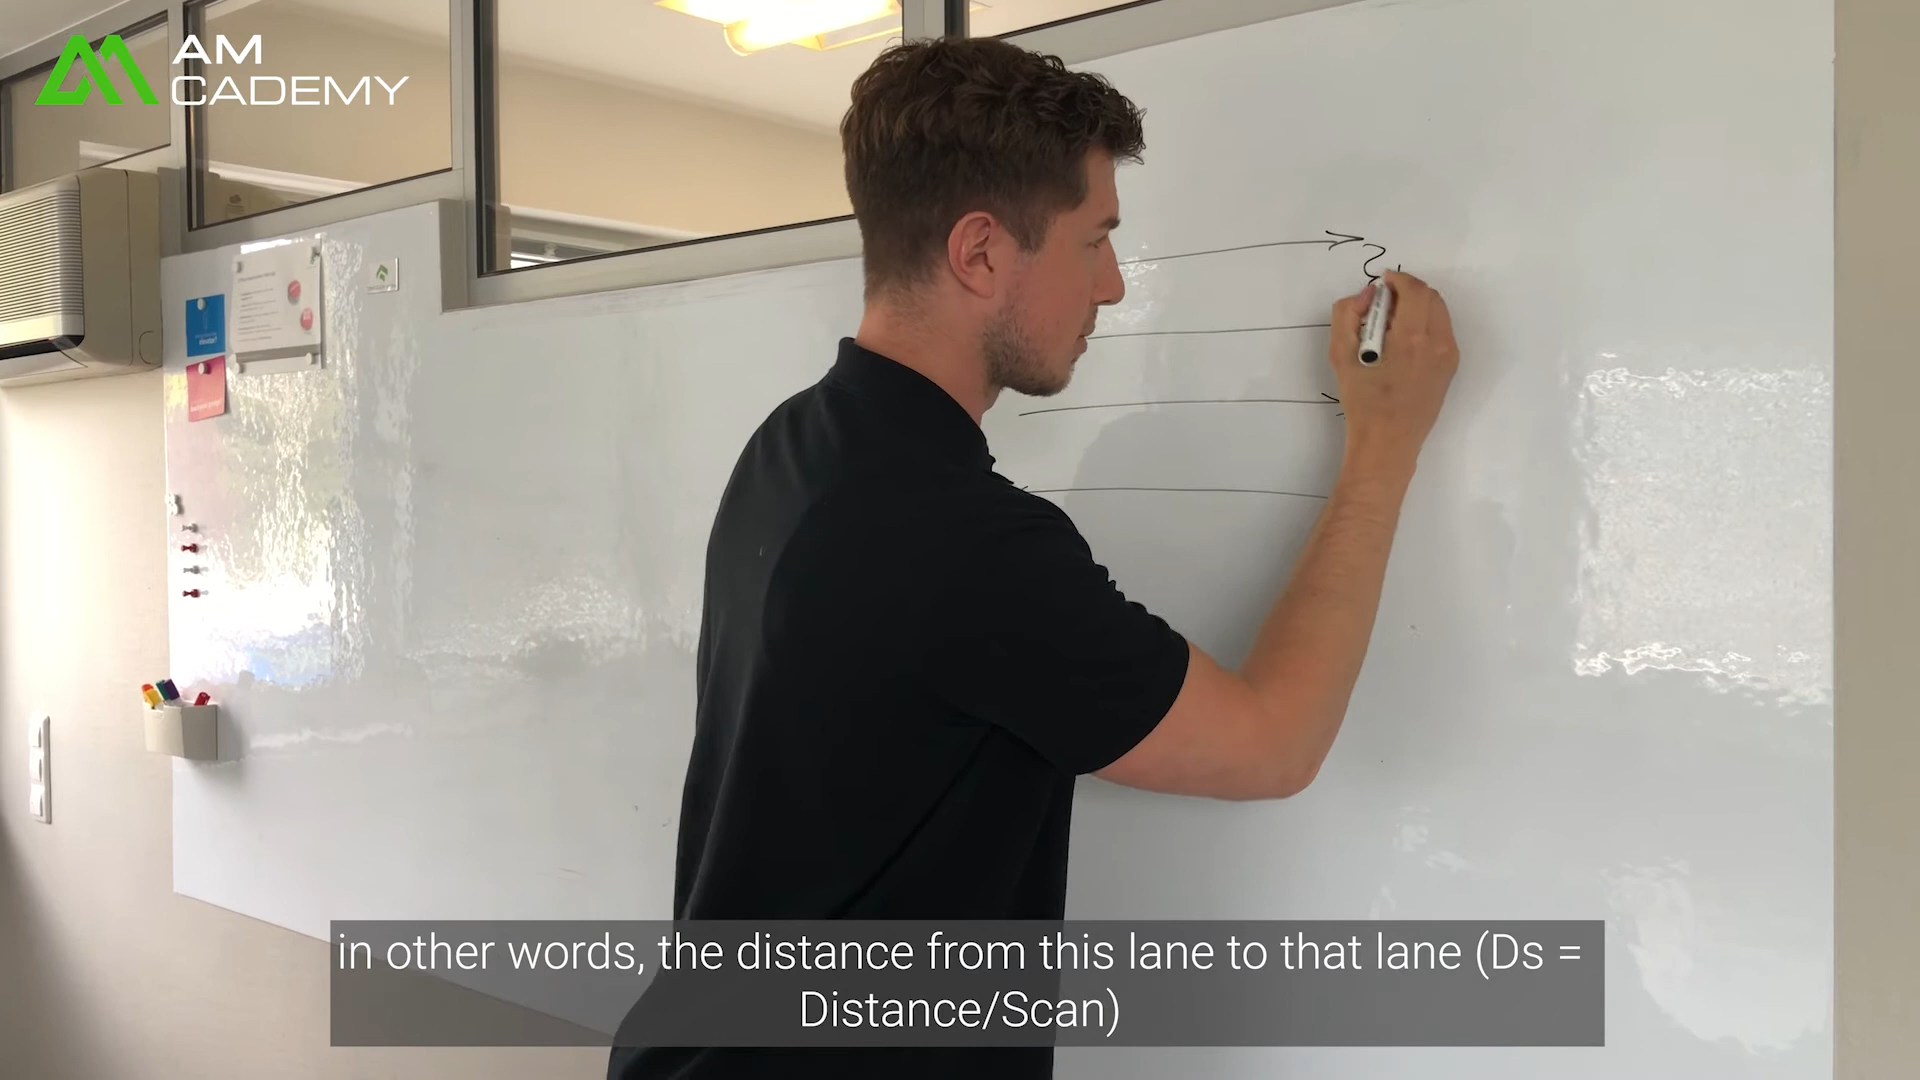 AM
CADEMY
in other words, the distance from this lane to that lane (Ds =
Distance/Scan)